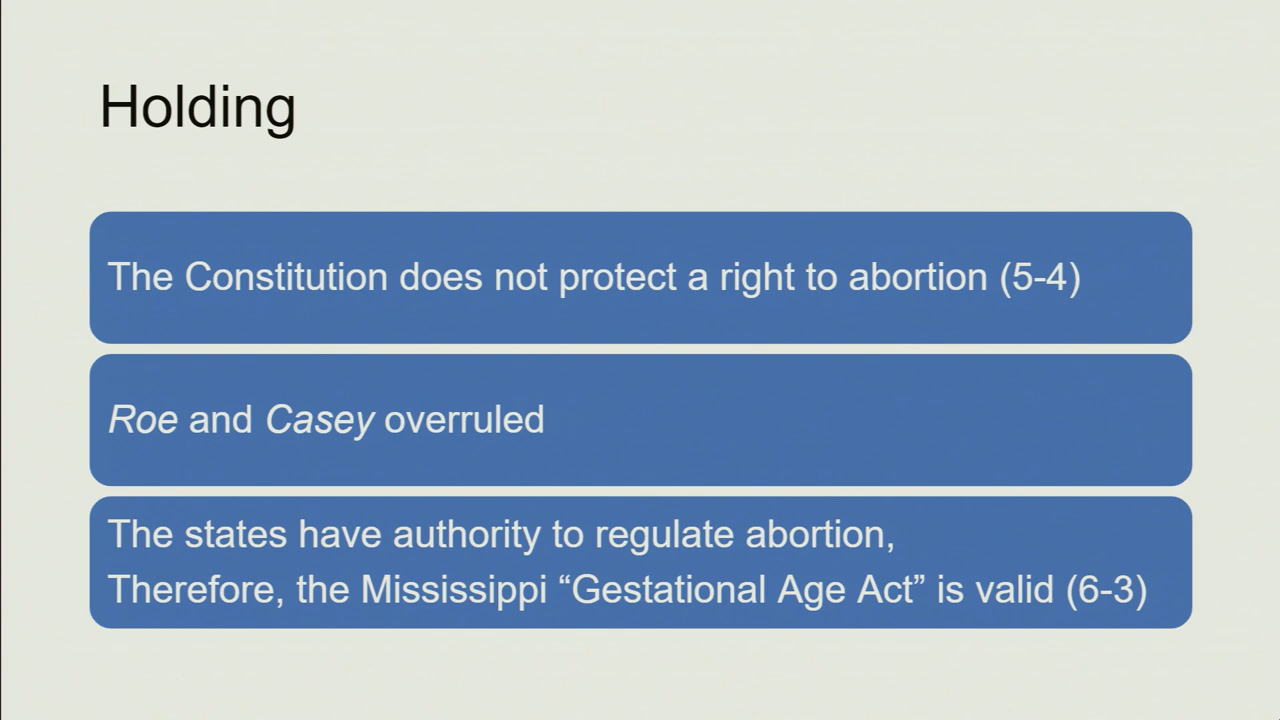 Holding
The Constitution does not protect a right to abortion (5-4)
Roe and Casey overruled
The states have authority to regulate abortion,
Therefore, the Mississippi “Gestational Age Act” is valid (6-3)